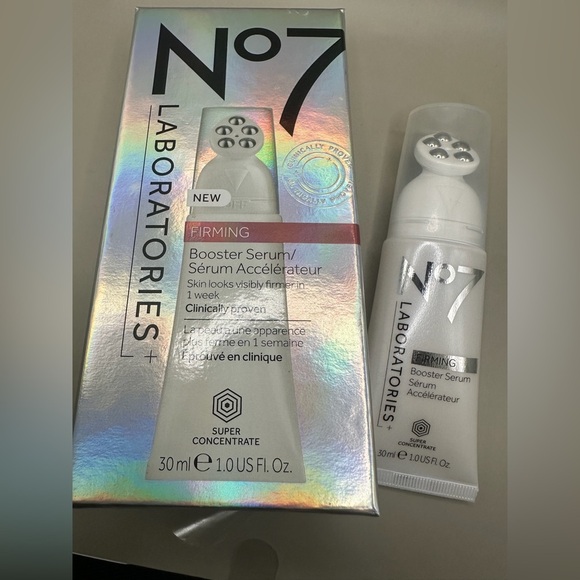 No7
LABORATORIES+
CLINICALLY PROVEN
NEW
FIRMING
Booster Serum/
Sérum Accélérateur
Skin looks visibly firmer in
1 week
Clinically proven
La peau a une apparence
plus ferme en 1 semaine
Éprouvé en clinique
SUPER
CONCENTRATE
30 ml ℮ 1.0 US Fl. Oz.
No7
LABORATORIES+
FIRMING
Booster Serum
Sérum
Accélérateur
SUPER
CONCENTRATE
30 ml ℮ 1.0 US Fl. Oz.